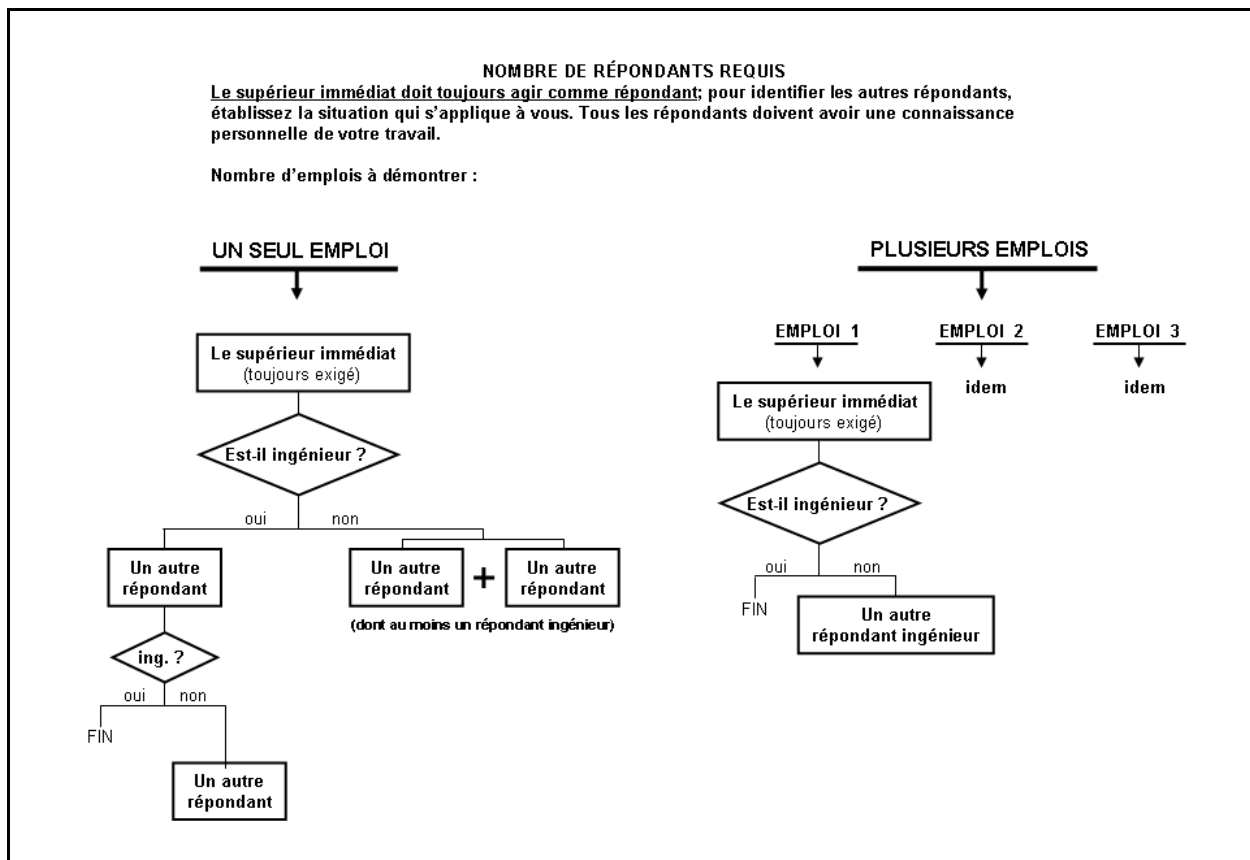 NOMBRE DE RÉPONDANTS REQUIS
Le supérieur immédiat doit toujours agir comme répondant; pour identifier les autres répondants,
établissez la situation qui s'applique à vous. Tous les répondants doivent avoir une connaissance
personnelle de votre travail.
Nombre d'emplois à démontrer :
UN SEUL EMPLOI
Le supérieur immédiat
(toujours exigé)
Est-il ingénieur ?
oui non
Un autre
répondant
Un autre
répondant
+
Un autre
répondant
(dont au moins un répondant ingénieur)
ing. ?
oui non
FIN
Un autre
répondant
PLUSIEURS EMPLOIS
EMPLOI 1
EMPLOI 2
EMPLOI 3
idem
idem
Le supérieur immédiat
(toujours exigé)
Est-il ingénieur ?
oui non
FIN
Un autre
répondant ingénieur